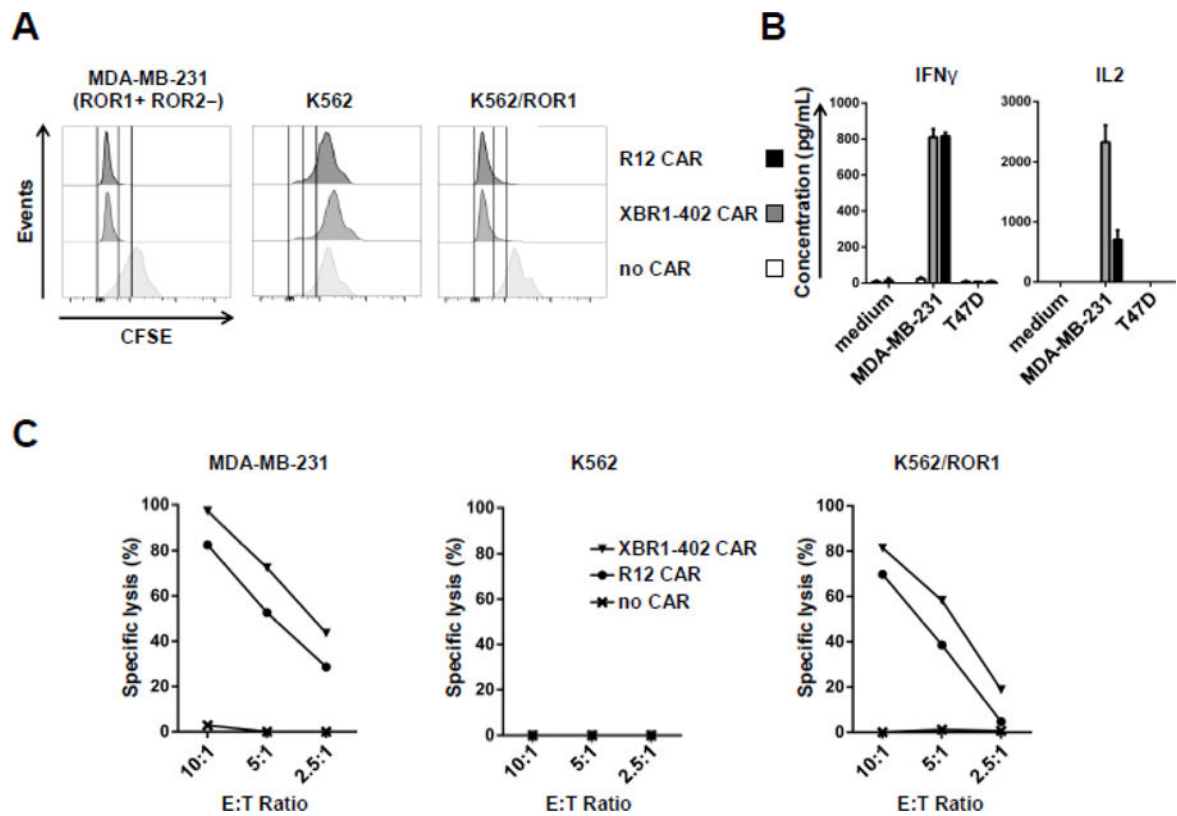 A
MDA-MB-231
(ROR1+ ROR2–)
K562
K562/ROR1
Events
CFSE
R12 CAR
XBR1-402 CAR
no CAR
B
IFNγ
IL2
Concentration (pg/mL)
1000
800
600
400
200
0
medium
MDA-MB-231
T47D
3000
2000
1000
0
medium
MDA-MB-231
T47D
C
MDA-MB-231
K562
K562/ROR1
Specific lysis (%)
100
80
60
40
20
0
10:1
5:1
2.5:1
E:T Ratio
Specific lysis (%)
100
80
60
40
20
0
XBR1-402 CAR
R12 CAR
no CAR
10:1
5:1
2.5:1
E:T Ratio
Specific lysis (%)
100
80
60
40
20
0
10:1
5:1
2.5:1
E:T Ratio